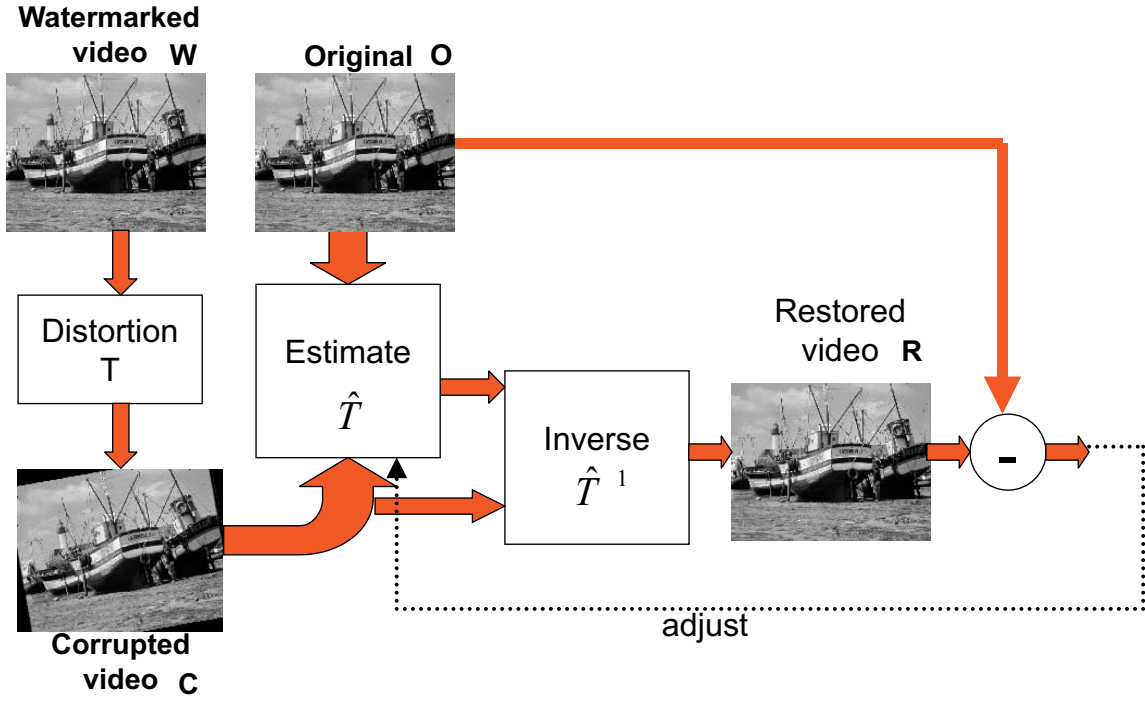 Watermarked
video W
Original O
Distortion
T
Estimate
T̂
Restored
video R
Inverse
T̂ 1
-
adjust
Corrupted
video C